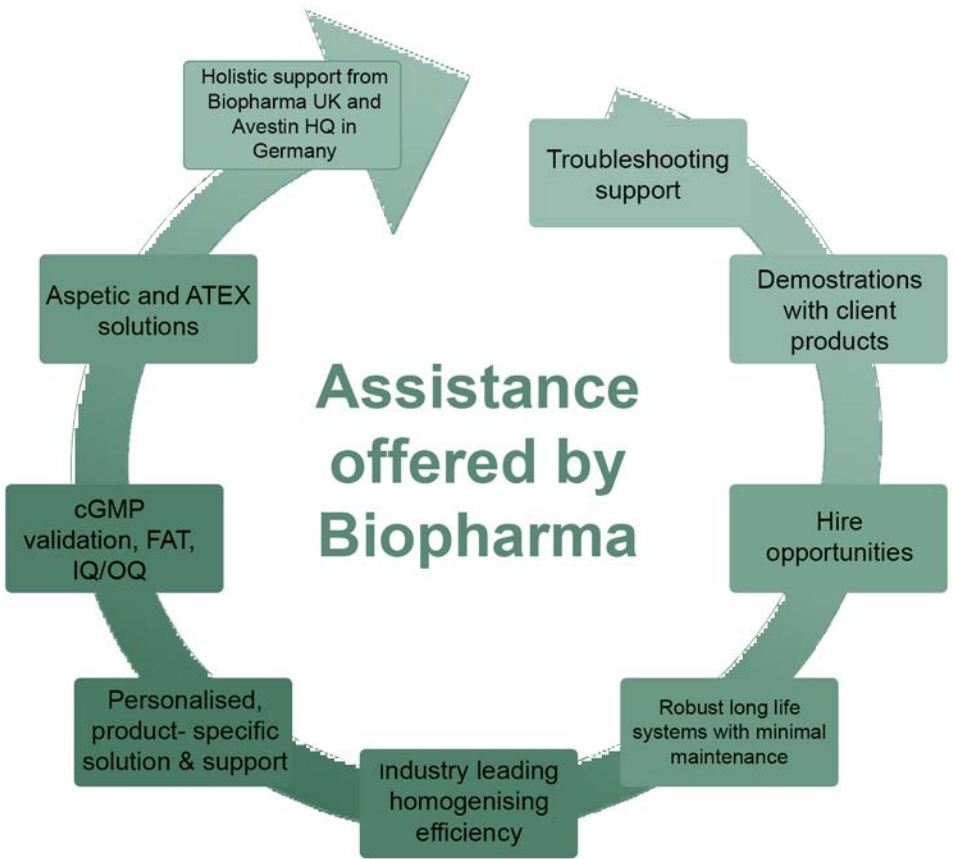 Assistance
offered by
Biopharma
Troubleshooting
support
Demostrations
with client
products
Hire
opportunities
Robust long life
systems with minimal
maintenance
Industry leading
homogenising
efficiency
Personalised,
product- specific
solution & support
cGMP
validation, FAT,
IQ/OQ
Aspetic and ATEX
solutions
Holistic support from
Biopharma UK and
Avestin HQ in
Germany